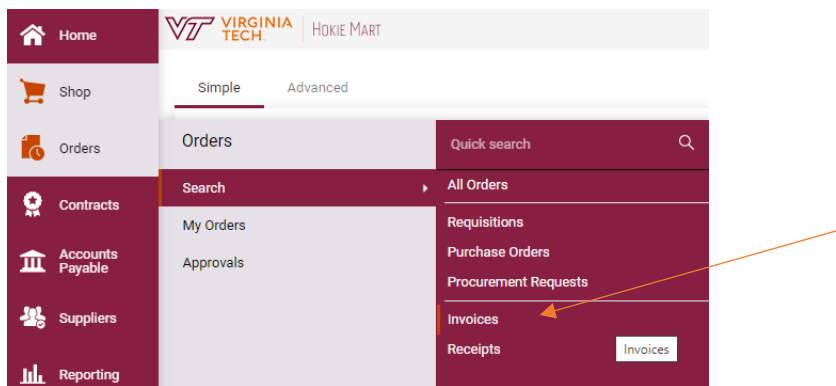 Home
VT VIRGINIA TECH. HOKIE MART
Shop
Simple Advanced
Orders
Orders
Quick search
Search
All Orders
Contracts
My Orders
Requisitions
Accounts Payable
Approvals
Purchase Orders
Procurement Requests
Suppliers
Invoices
Receipts
Invoices
Reporting